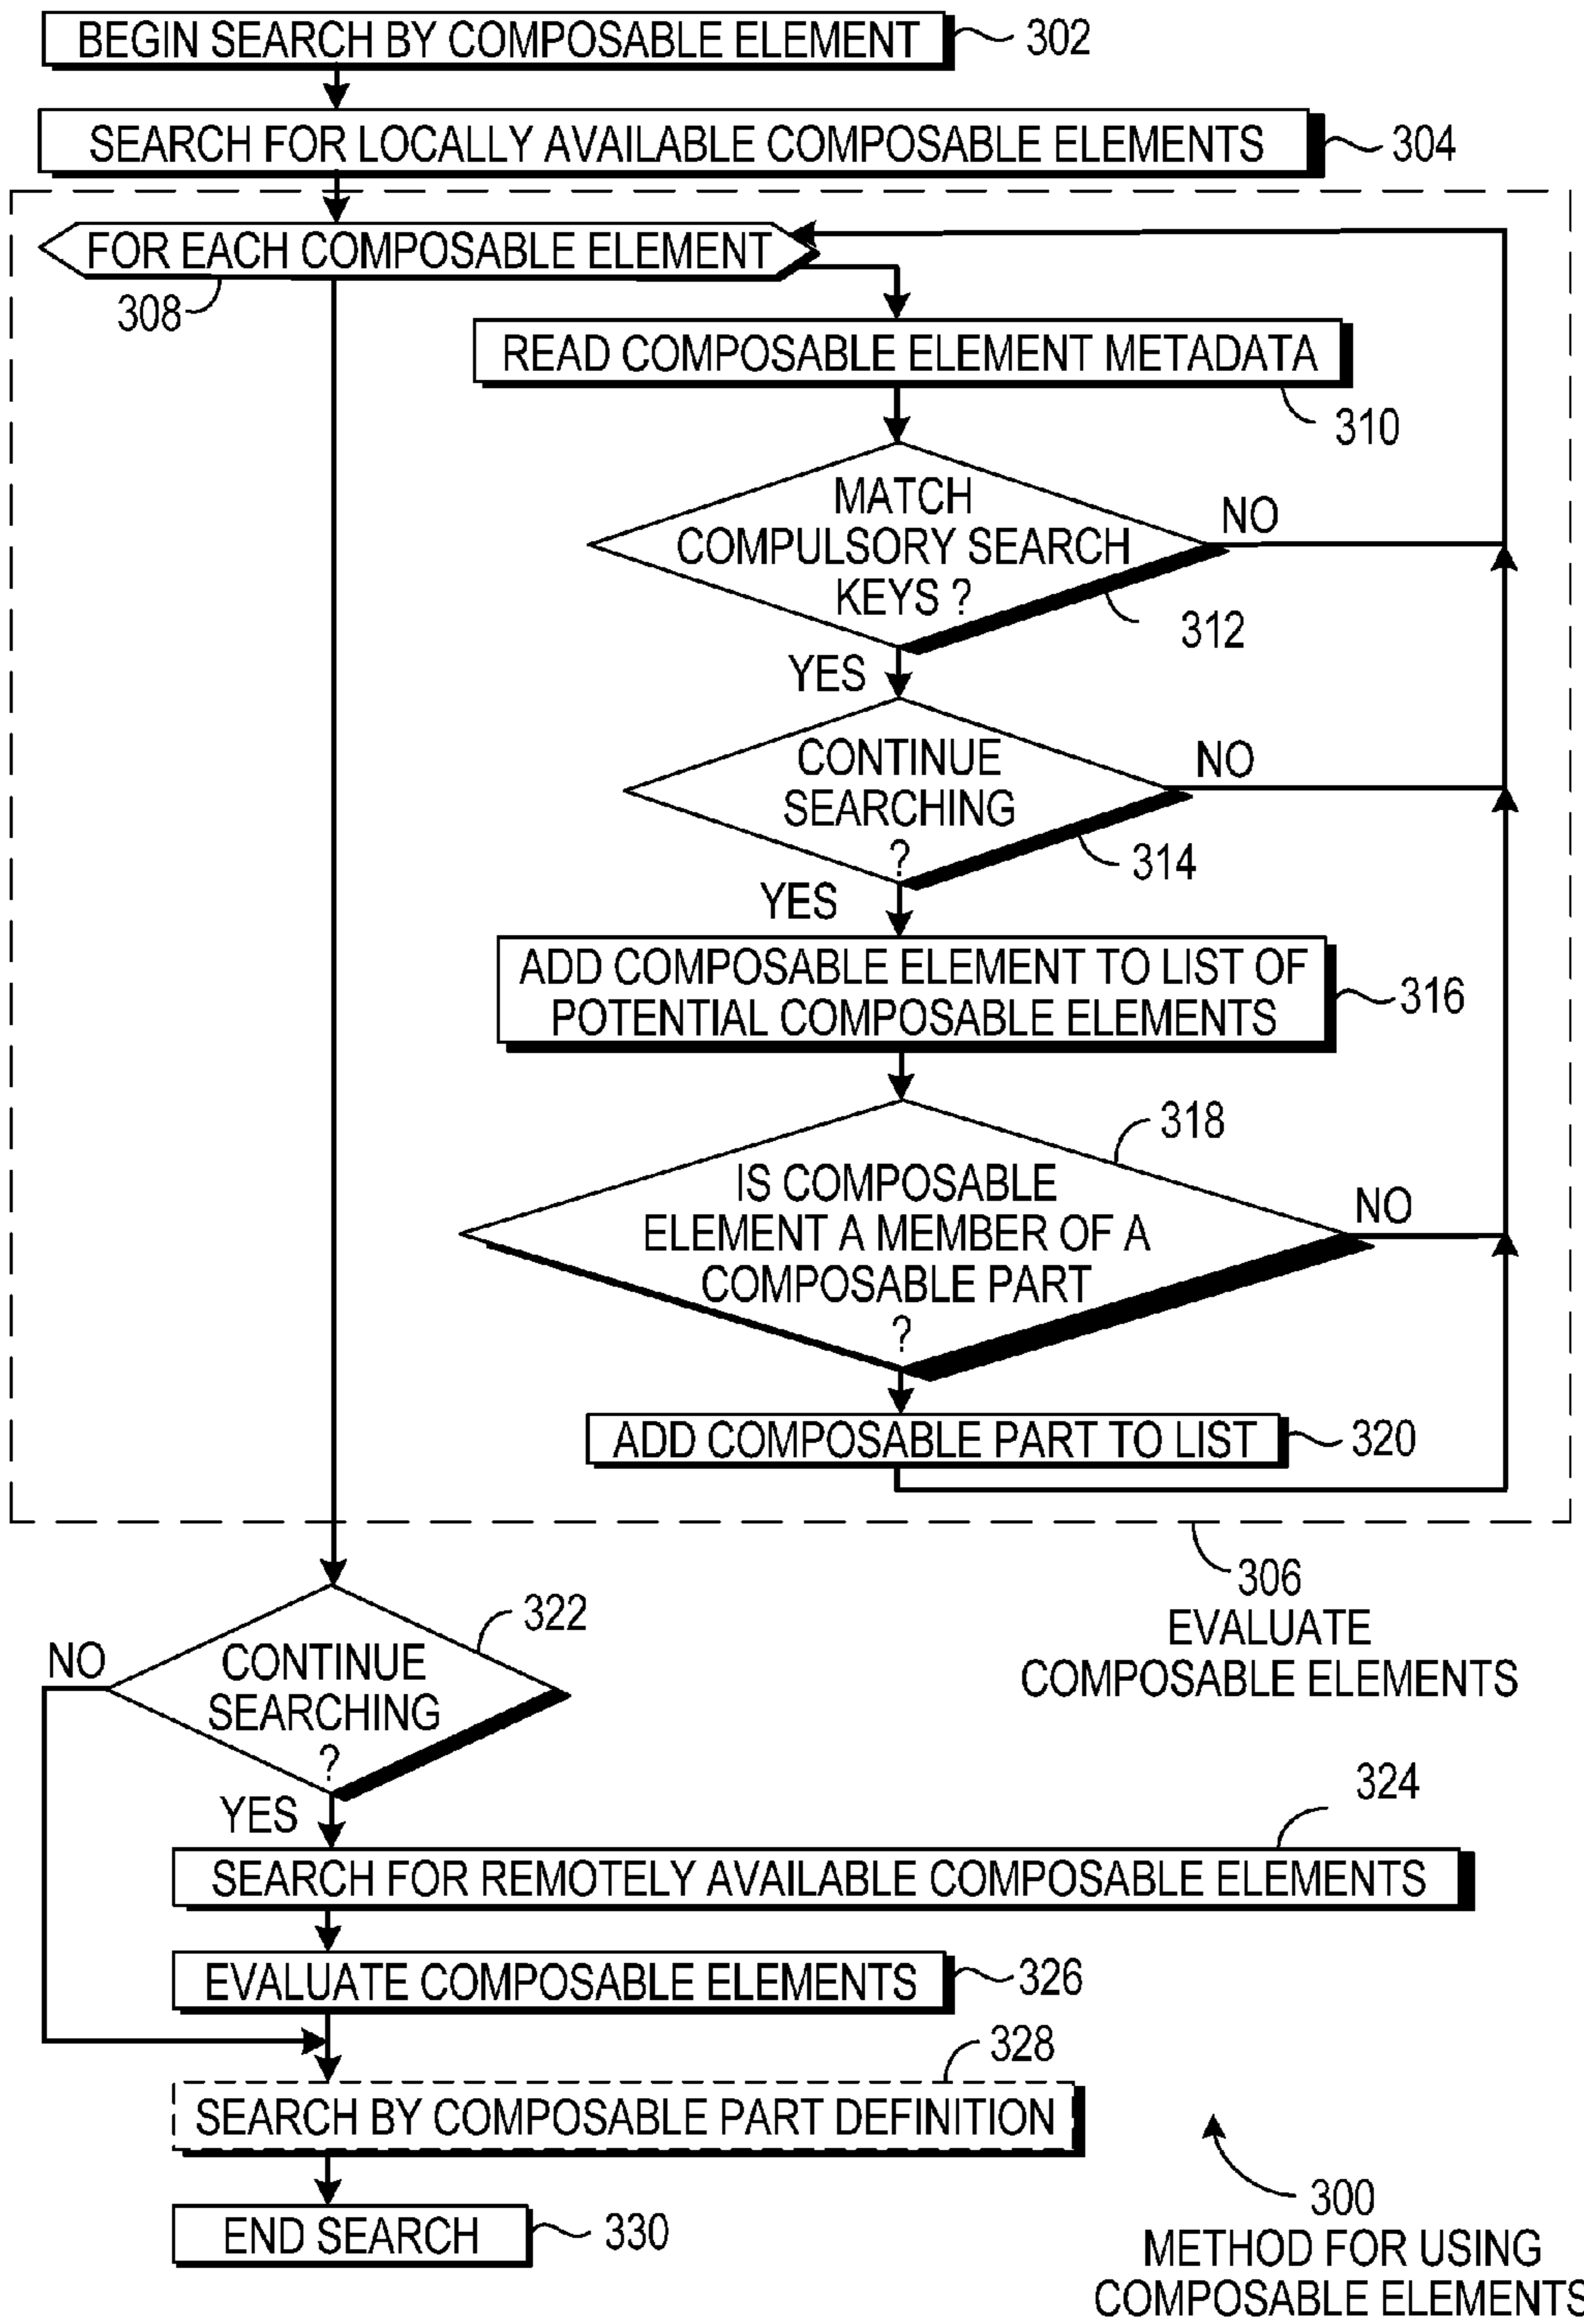 BEGIN SEARCH BY COMPOSABLE ELEMENT
302
SEARCH FOR LOCALLY AVAILABLE COMPOSABLE ELEMENTS
304
FOR EACH COMPOSABLE ELEMENT
308
READ COMPOSABLE ELEMENT METADATA
310
MATCH
COMPULSORY SEARCH
KEYS ?
NO
312
YES
CONTINUE
SEARCHING
?
NO
314
YES
ADD COMPOSABLE ELEMENT TO LIST OF
POTENTIAL COMPOSABLE ELEMENTS
316
318
IS COMPOSABLE
ELEMENT A MEMBER OF A
COMPOSABLE PART
?
NO
ADD COMPOSABLE PART TO LIST
320
306
EVALUATE
COMPOSABLE ELEMENTS
322
NO
CONTINUE
SEARCHING
?
YES
324
SEARCH FOR REMOTELY AVAILABLE COMPOSABLE ELEMENTS
EVALUATE COMPOSABLE ELEMENTS
326
328
SEARCH BY COMPOSABLE PART DEFINITION
END SEARCH
330
300
METHOD FOR USING
COMPOSABLE ELEMENTS